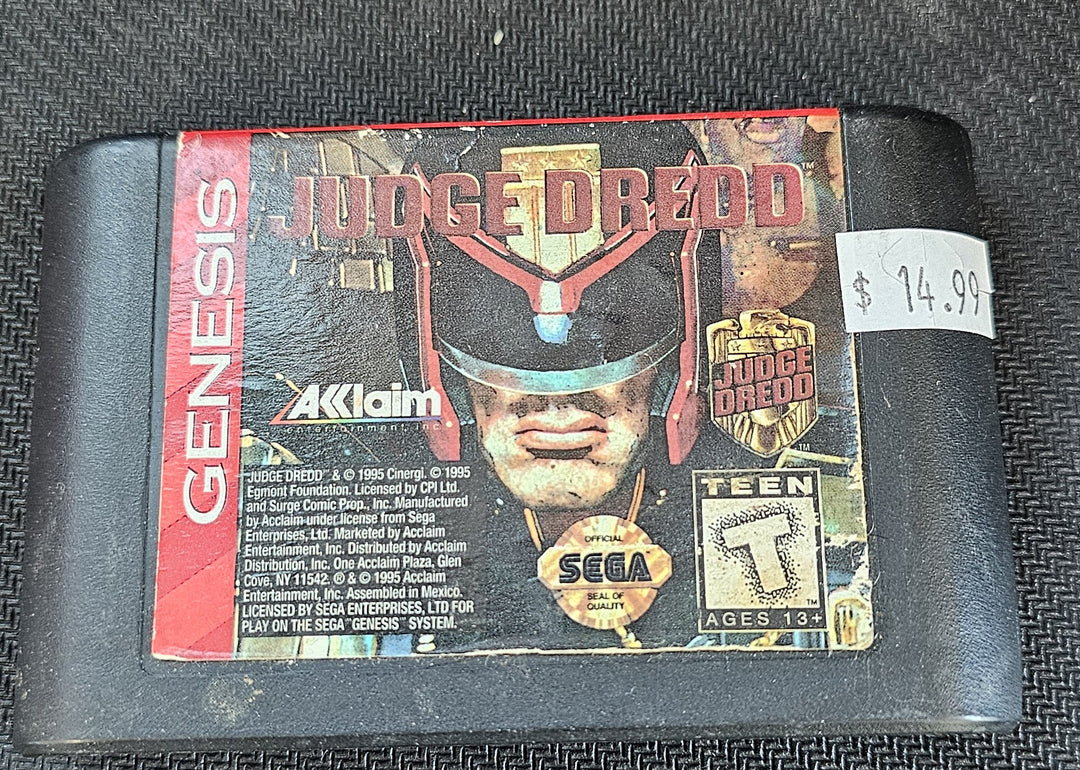 GENESIS
JUDGE DREDD™
$ 14.99
JUDGE
DREDD
™
Acclaim
entertainment, inc.
"JUDGE DREDD" & © 1995 Cinergi. © 1995
Egmont Foundation. Licensed by CPI Ltd.
and Surge Comic Prop., Inc. Manufactured
by Acclaim under license from Sega
Enterprises, Ltd. Marketed by Acclaim
Entertainment, Inc. Distributed by Acclaim
Distribution, Inc. One Acclaim Plaza, Glen
Cove, NY 11542. ® & © 1995 Acclaim
Entertainment, Inc. Assembled in Mexico.
LICENSED BY SEGA ENTERPRISES, LTD FOR
PLAY ON THE SEGA™ GENESIS™ SYSTEM.
OFFICIAL
SEGA
SEAL OF
QUALITY
TEEN
T
™
AGES 13+